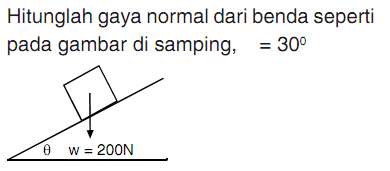 Hitunglah gaya normal dari benda seperti
pada gambar di samping, = 30⁰
θ w = 200N